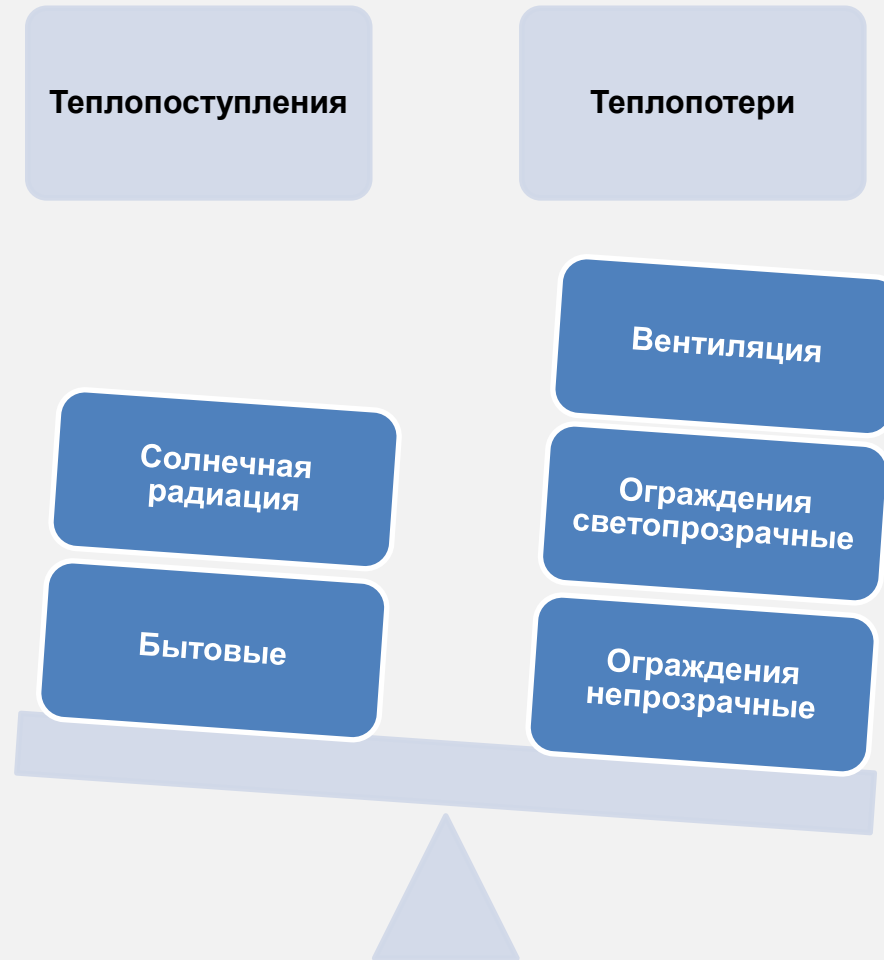 Теплопоступления
Теплопотери
Вентиляция
Солнечная
радиация
Ограждения
светопрозрачные
Бытовые
Ограждения
непрозрачные